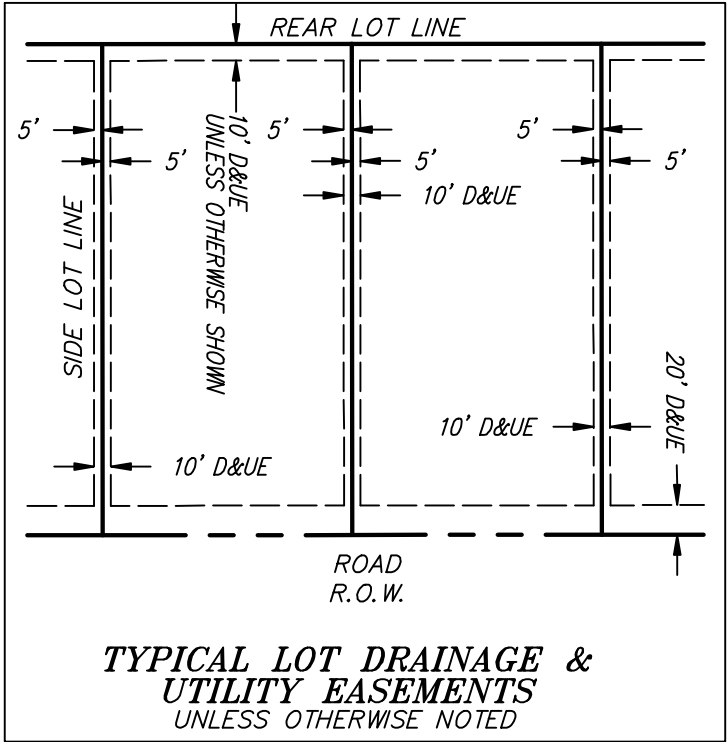 REAR LOT LINE
5'
5'
10' D&UE
UNLESS OTHERWISE SHOWN
5'
5'
10' D&UE
5'
5'
SIDE LOT LINE
20' D&UE
10' D&UE
10' D&UE
ROAD
R.O.W.
TYPICAL LOT DRAINAGE &
UTILITY EASEMENTS
UNLESS OTHERWISE NOTED